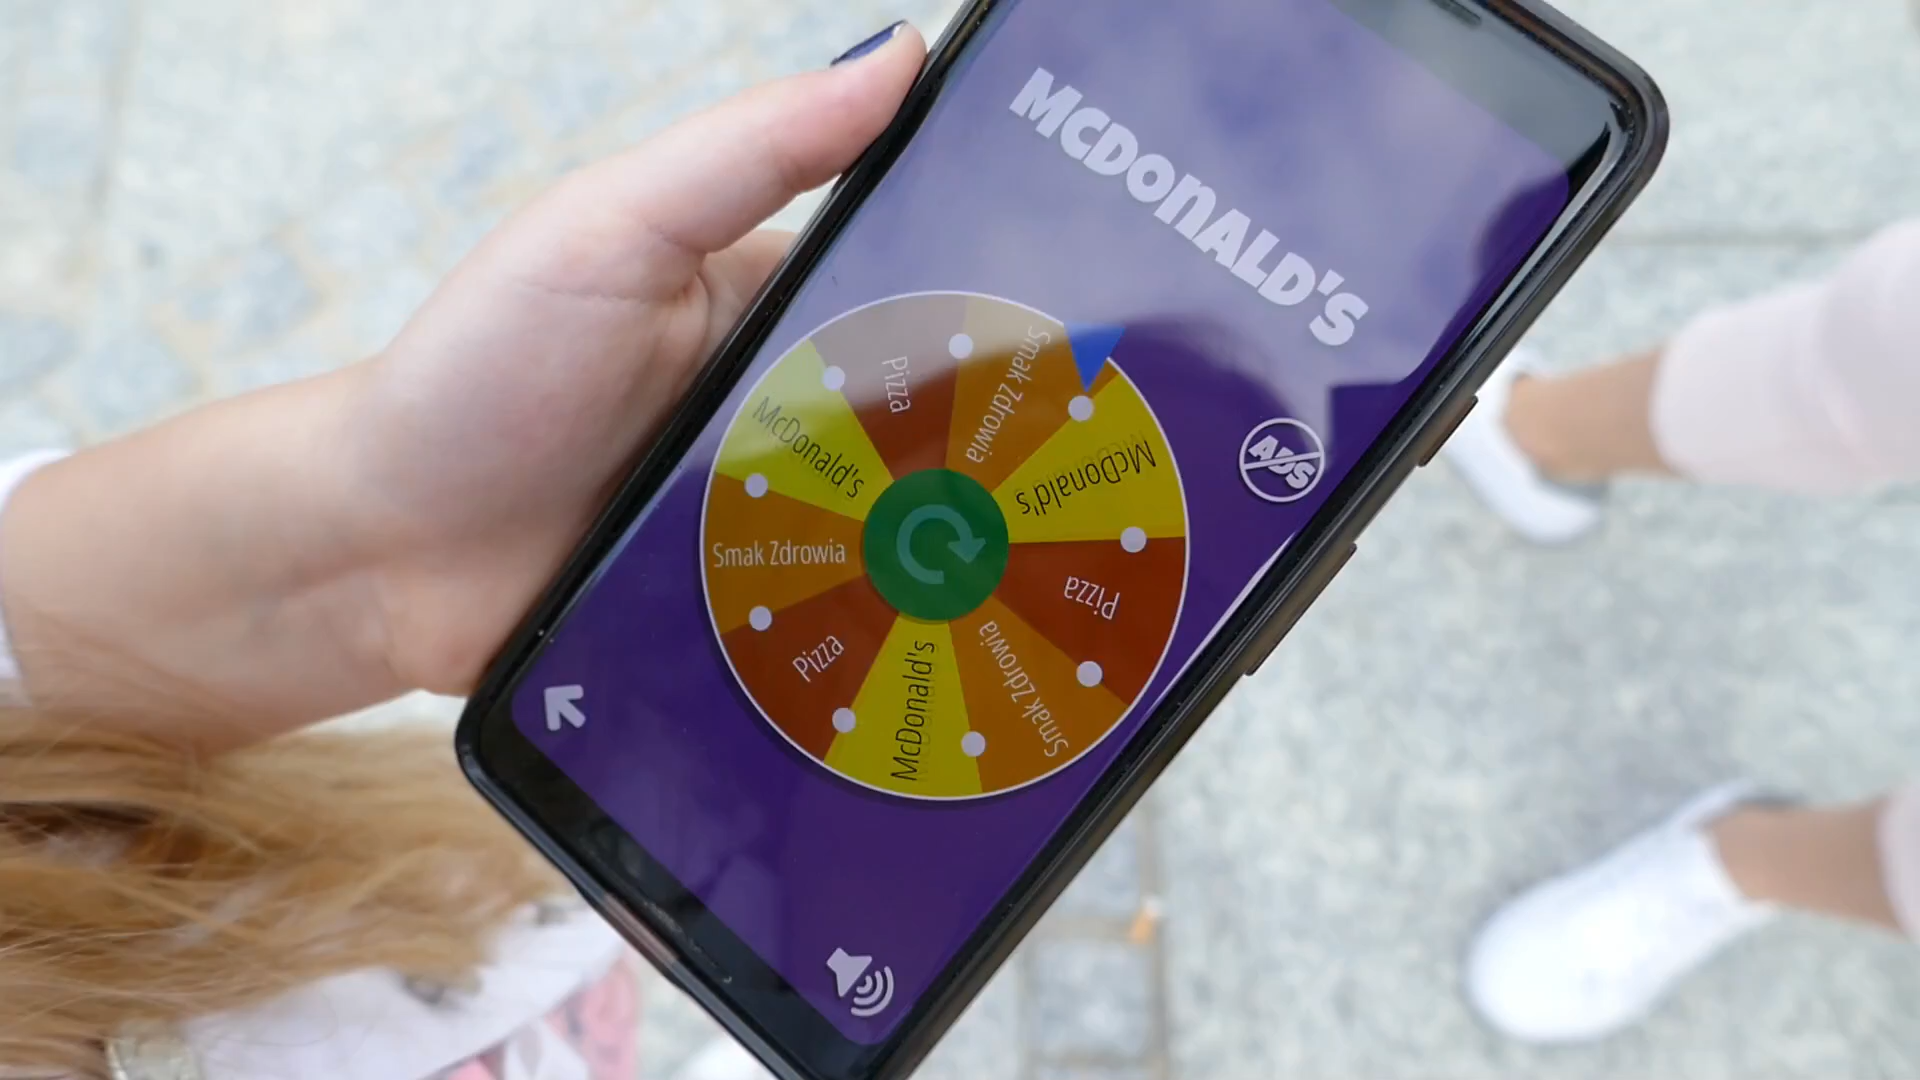 McDONALD'S
Smak Zdrowia
McDonald's
Pizza
Smak Zdrowia
McDonald's
Pizza
Smak Zdrowia
McDonald's
Pizza
ADS